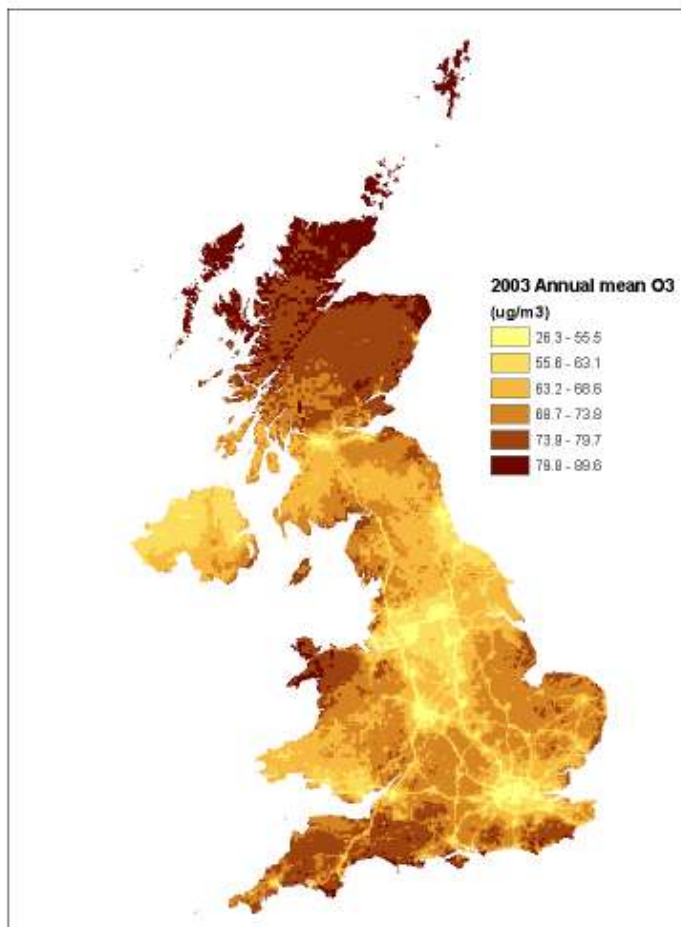 2003 Annual mean O3
(ug/m3)
26.3 - 55.5
55.6 - 63.1
63.2 - 68.6
68.7 - 73.8
73.9 - 79.7
79.8 - 89.6